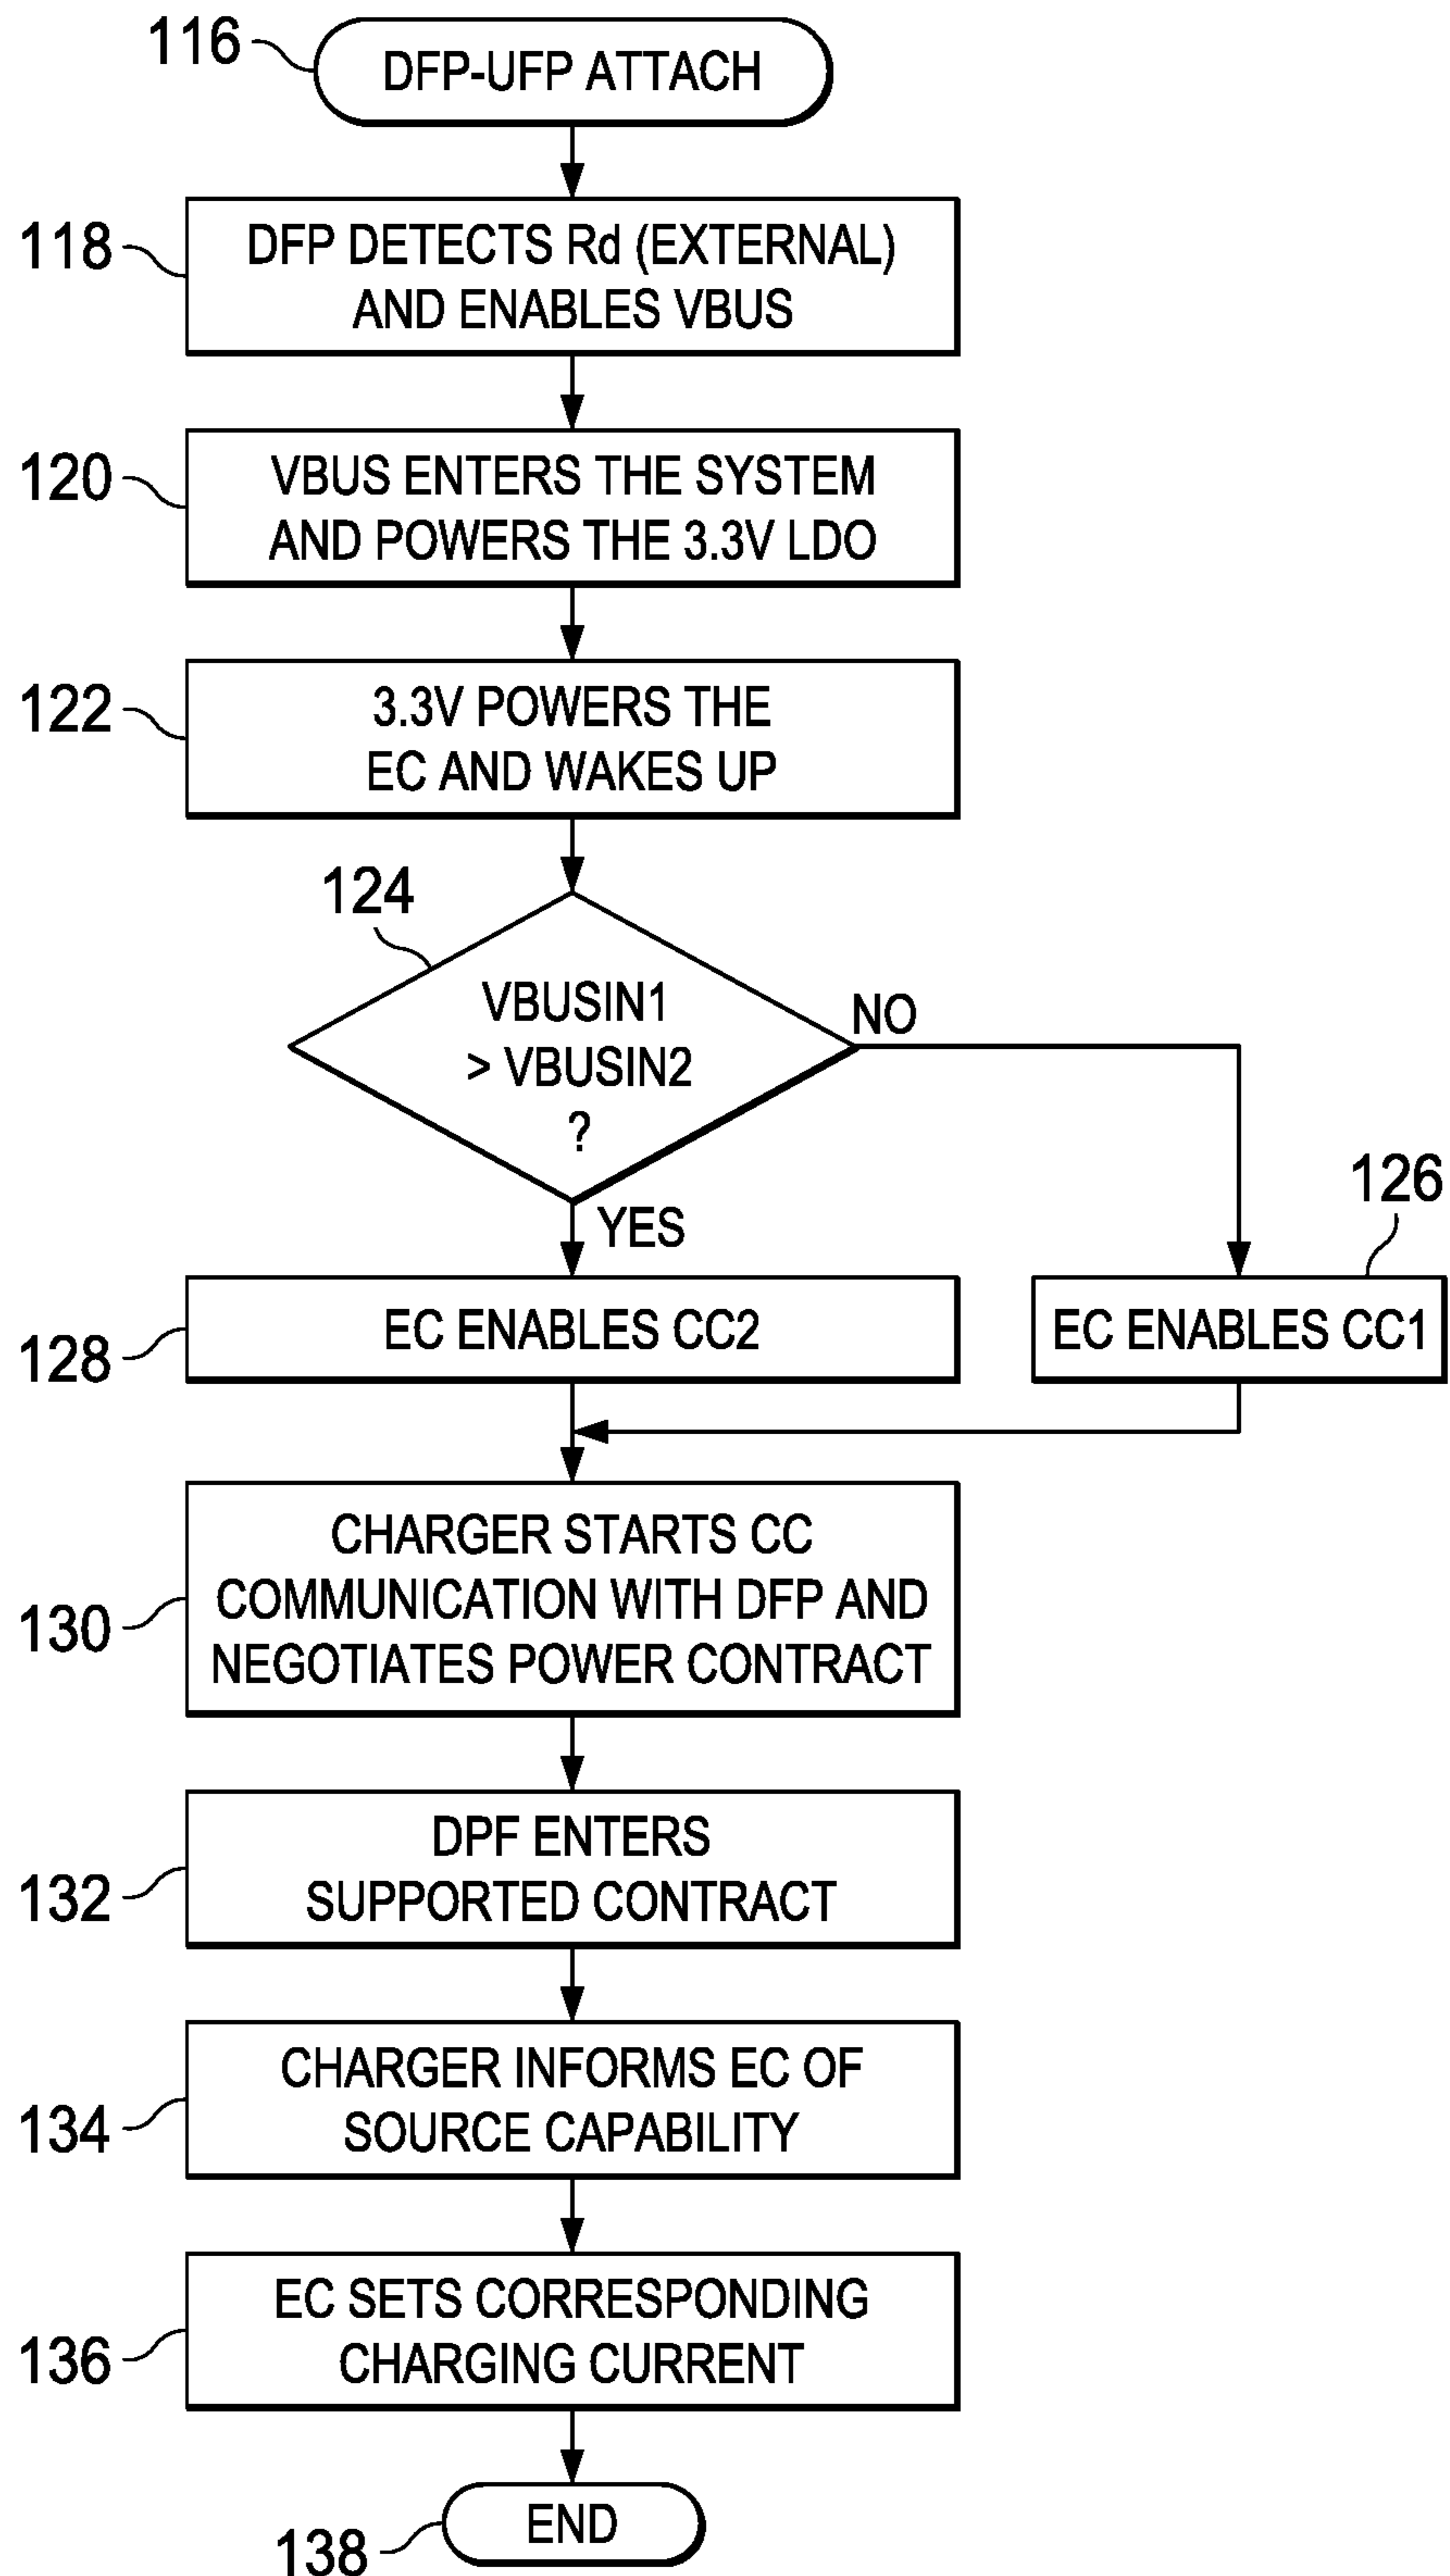 116
DFP-UFP ATTACH
118
DFP DETECTS Rd (EXTERNAL)
AND ENABLES VBUS
120
VBUS ENTERS THE SYSTEM
AND POWERS THE 3.3V LDO
122
3.3V POWERS THE
EC AND WAKES UP
124
VBUSIN1
> VBUSIN2
?
NO
YES
126
128
EC ENABLES CC2
EC ENABLES CC1
130
CHARGER STARTS CC
COMMUNICATION WITH DFP AND
NEGOTIATES POWER CONTRACT
132
DPF ENTERS
SUPPORTED CONTRACT
134
CHARGER INFORMS EC OF
SOURCE CAPABILITY
136
EC SETS CORRESPONDING
CHARGING CURRENT
138
END